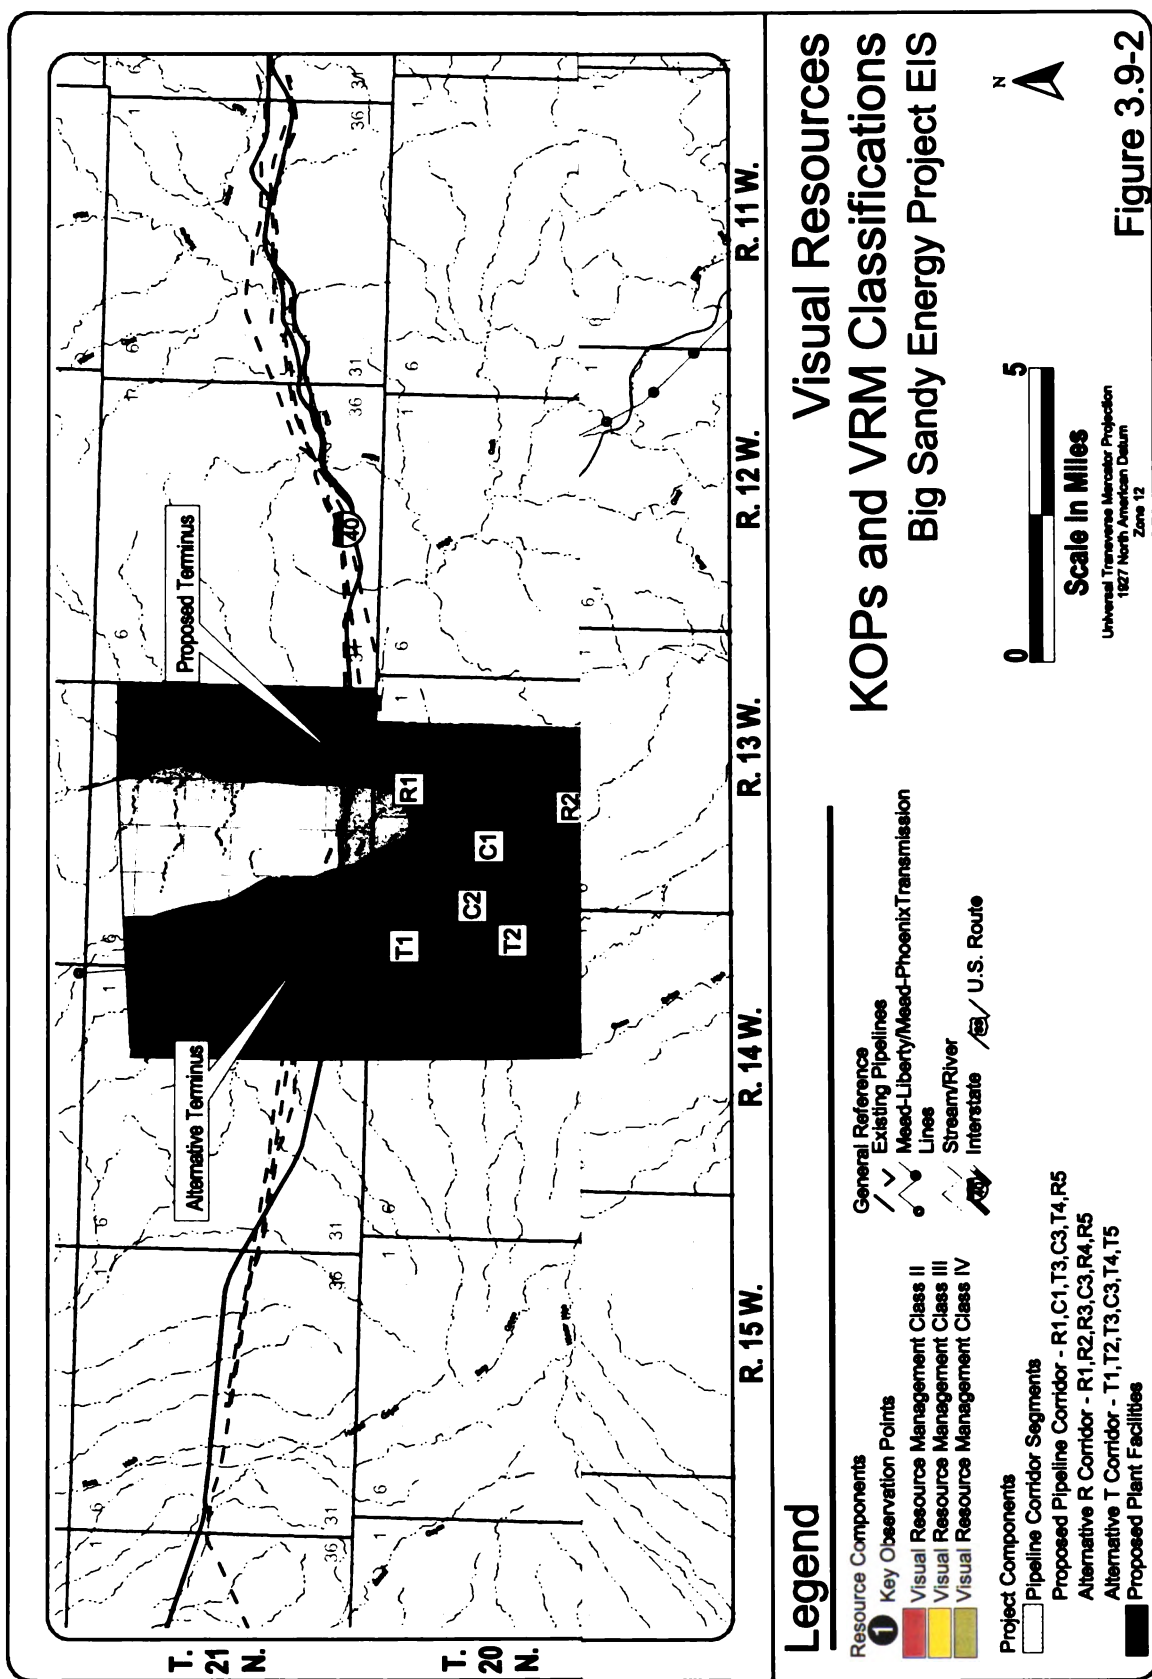 Visual Resources
KOPs and VRM Classifications
Big Sandy Energy Project EIS
N
Figure 3.9-2
0 5
Scale In Miles
Universal Transverse Mercator Projection
1927 North American Datum
Zone 12
T. 21 N.
T. 20 N.
R. 15 W.
R. 14 W.
R. 13 W.
R. 12 W.
R. 11 W.
Alternative Terminus
Proposed Terminus
40
T1
T2
C2
C1
R1
R2
6
1
31
36
Legend
Resource Components
1 Key Observation Points
Visual Resource Management Class II
Visual Resource Management Class III
Visual Resource Management Class IV
General Reference
Existing Pipelines
Mead-Liberty/Mead-PhoenixTransmission
Lines
Stream/River
Interstate
U.S. Route
Project Components
Pipeline Corridor Segments
Proposed Pipeline Corridor - R1,C1,T3,C3,T4,R5
Alternative R Corridor - R1,R2,R3,C3,R4,R5
Alternative T Corridor - T1,T2,T3,C3,T4,T5
Proposed Plant Facilities